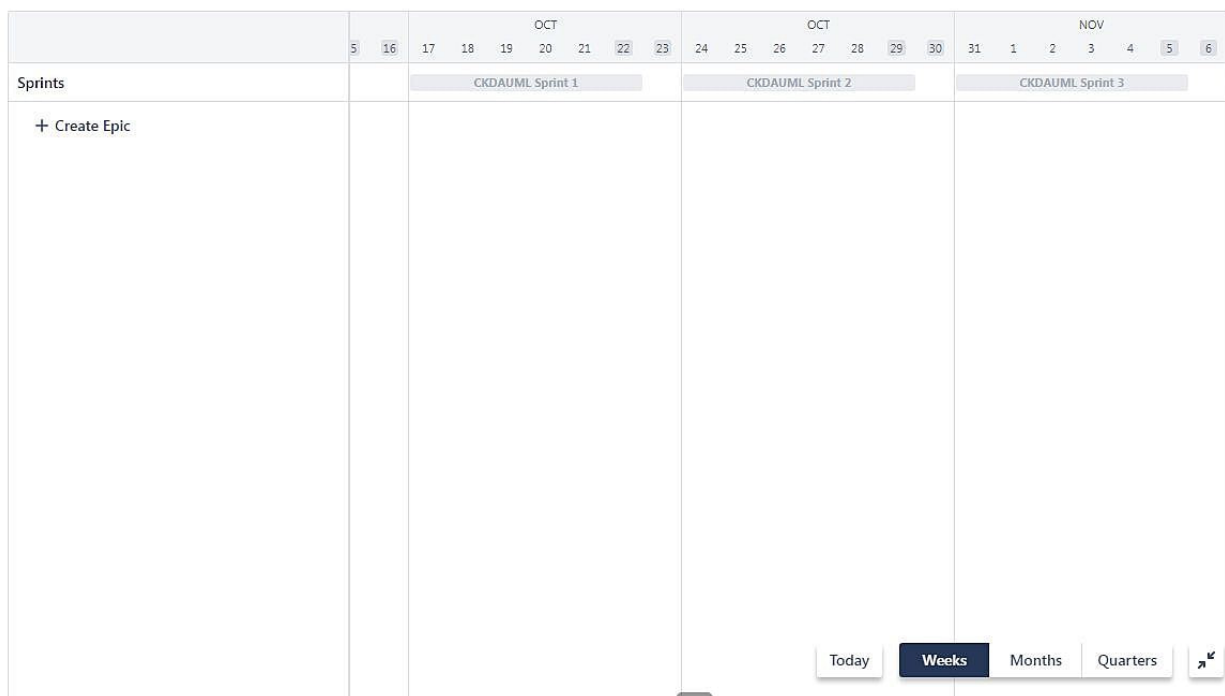 OCT OCT NOV
5 16 17 18 19 20 21 22 23 24 25 26 27 28 29 30 31 1 2 3 4 5 6
Sprints CKDAUML Sprint 1 CKDAUML Sprint 2 CKDAUML Sprint 3
+ Create Epic
Today Weeks Months Quarters